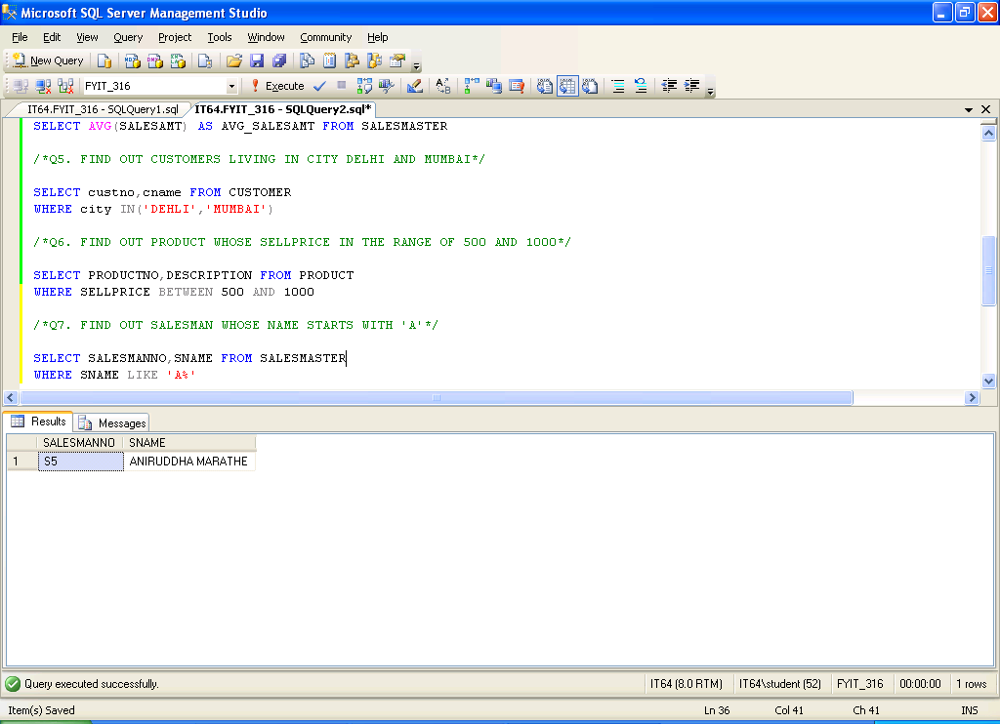 Microsoft SQL Server Management Studio
File Edit View Query Project Tools Window Community Help
New Query
FYIT_316 Execute
IT64.FYIT_316 - SQLQuery1.sql IT64.FYIT_316 - SQLQuery2.sql*
SELECT AVG(SALESAMT) AS AVG_SALESAMT FROM SALESMASTER
/*Q5. FIND OUT CUSTOMERS LIVING IN CITY DELHI AND MUMBAI*/
SELECT custno,cname FROM CUSTOMER
WHERE city IN('DEHLI','MUMBAI')
/*Q6. FIND OUT PRODUCT WHOSE SELLPRICE IN THE RANGE OF 500 AND 1000*/
SELECT PRODUCTNO,DESCRIPTION FROM PRODUCT
WHERE SELLPRICE BETWEEN 500 AND 1000
/*Q7. FIND OUT SALESMAN WHOSE NAME STARTS WITH 'A'*/
SELECT SALESMANNO,SNAME FROM SALESMASTER
WHERE SNAME LIKE 'A%'
Results Messages
SALESMANNO SNAME
1 S5 ANIRUDDHA MARATHE
Query executed successfully. IT64 (8.0 RTM) IT64\student (52) FYIT_316 00:00:00 1 rows
Item(s) Saved Ln 36 Col 41 Ch 41 INS